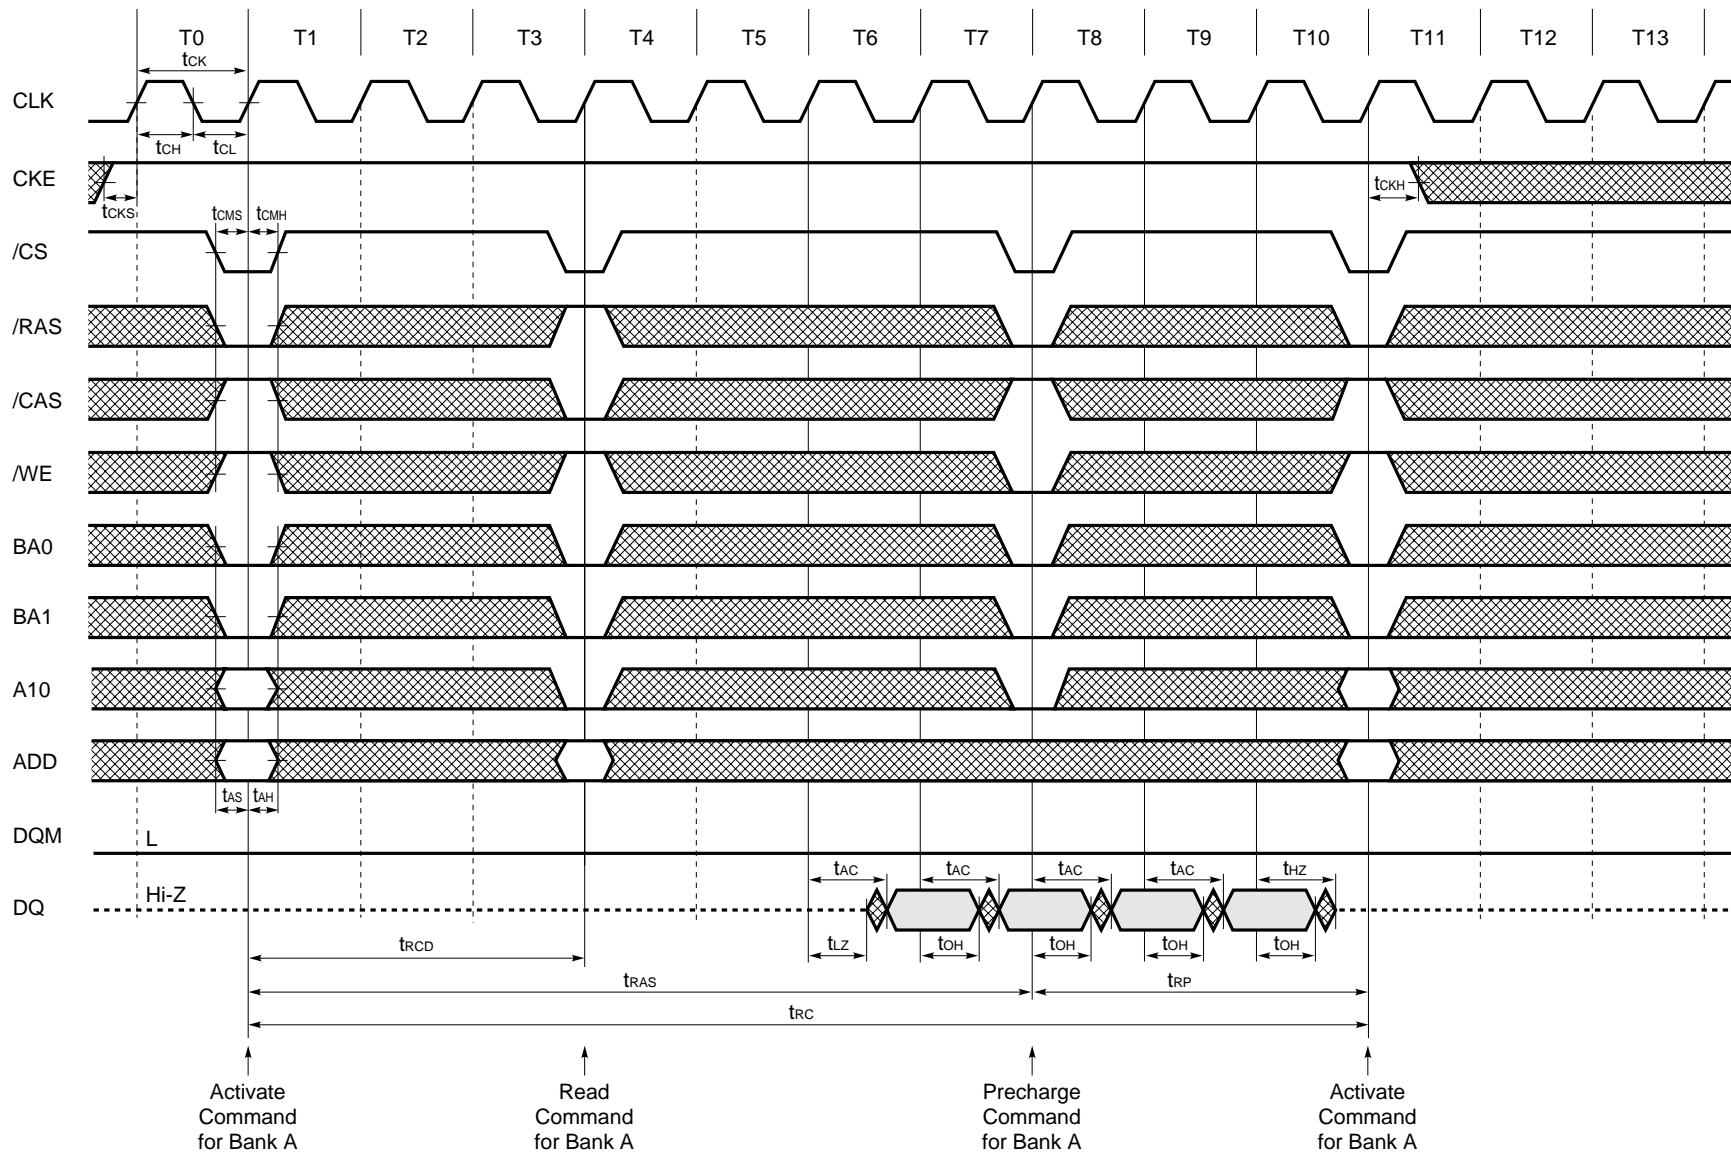 T0 T1 T2 T3 T4 T5 T6 T7 T8 T9 T10 T11 T12 T13
tCK
CLK
tCH tCL
CKE
tCKS
tCKH
tCMS tCMH
/CS
/RAS
/CAS
/WE
BA0
BA1
A10
ADD
tAS tAH
DQM
L
tAC tAC tAC tAC tHZ
Hi-Z
DQ
tRCD
tLZ tOH tOH tOH tOH
tRAS tRP
tRC
Activate
Command
for Bank A
Read
Command
for Bank A
Precharge
Command
for Bank A
Activate
Command
for Bank A